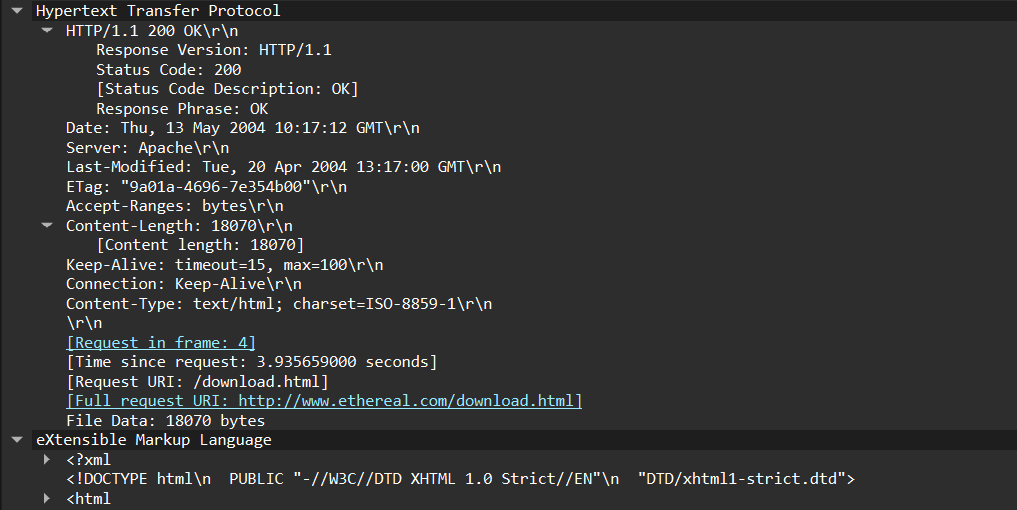 Hypertext Transfer Protocol
HTTP/1.1 200 OK\r\n
Response Version: HTTP/1.1
Status Code: 200
[Status Code Description: OK]
Response Phrase: OK
Date: Thu, 13 May 2004 10:17:12 GMT\r\n
Server: Apache\r\n
Last-Modified: Tue, 20 Apr 2004 13:17:00 GMT\r\n
ETag: "9a01a-4696-7e354b00"\r\n
Accept-Ranges: bytes\r\n
Content-Length: 18070\r\n
[Content length: 18070]
Keep-Alive: timeout=15, max=100\r\n
Connection: Keep-Alive\r\n
Content-Type: text/html; charset=ISO-8859-1\r\n
\r\n
[Request in frame: 4]
[Time since request: 3.935659000 seconds]
[Request URI: /download.html]
[Full request URI: http://www.ethereal.com/download.html]
File Data: 18070 bytes
eXtensible Markup Language
<?xml
<!DOCTYPE html\n  PUBLIC "-//W3C//DTD XHTML 1.0 Strict//EN"\n  "DTD/xhtml1-strict.dtd">
<html